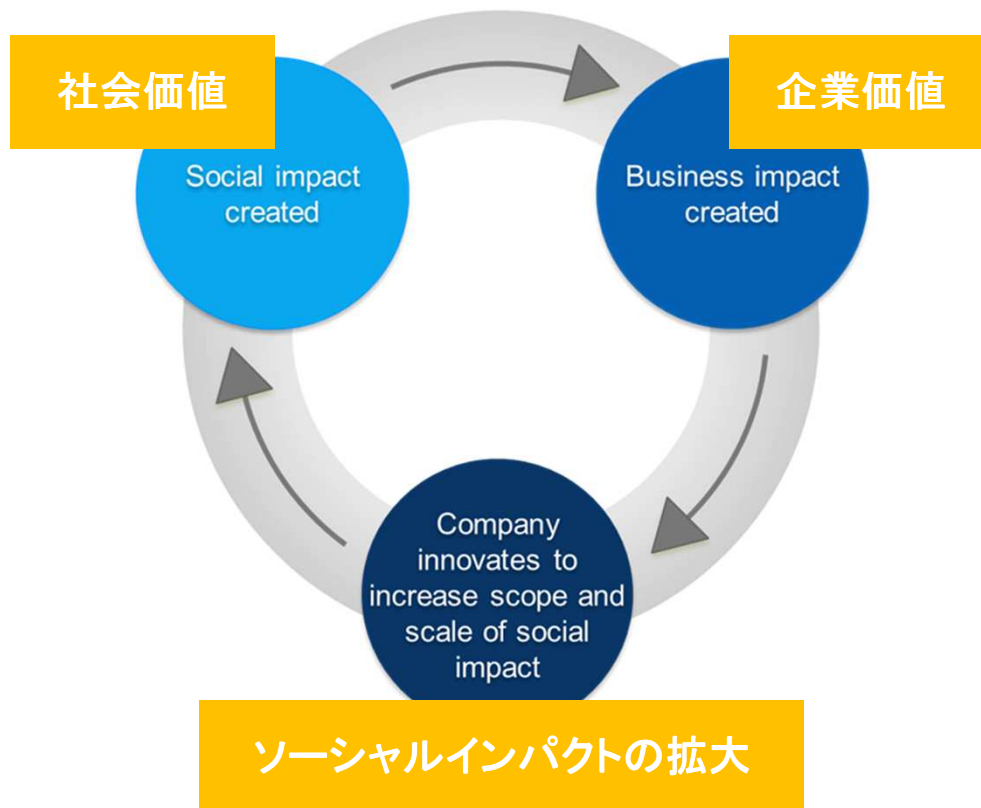 社会価値
Social impact
created
企業価値
Business impact
created
Company
innovates to
increase scope and
scale of social
impact
ソーシャルインパクトの拡大